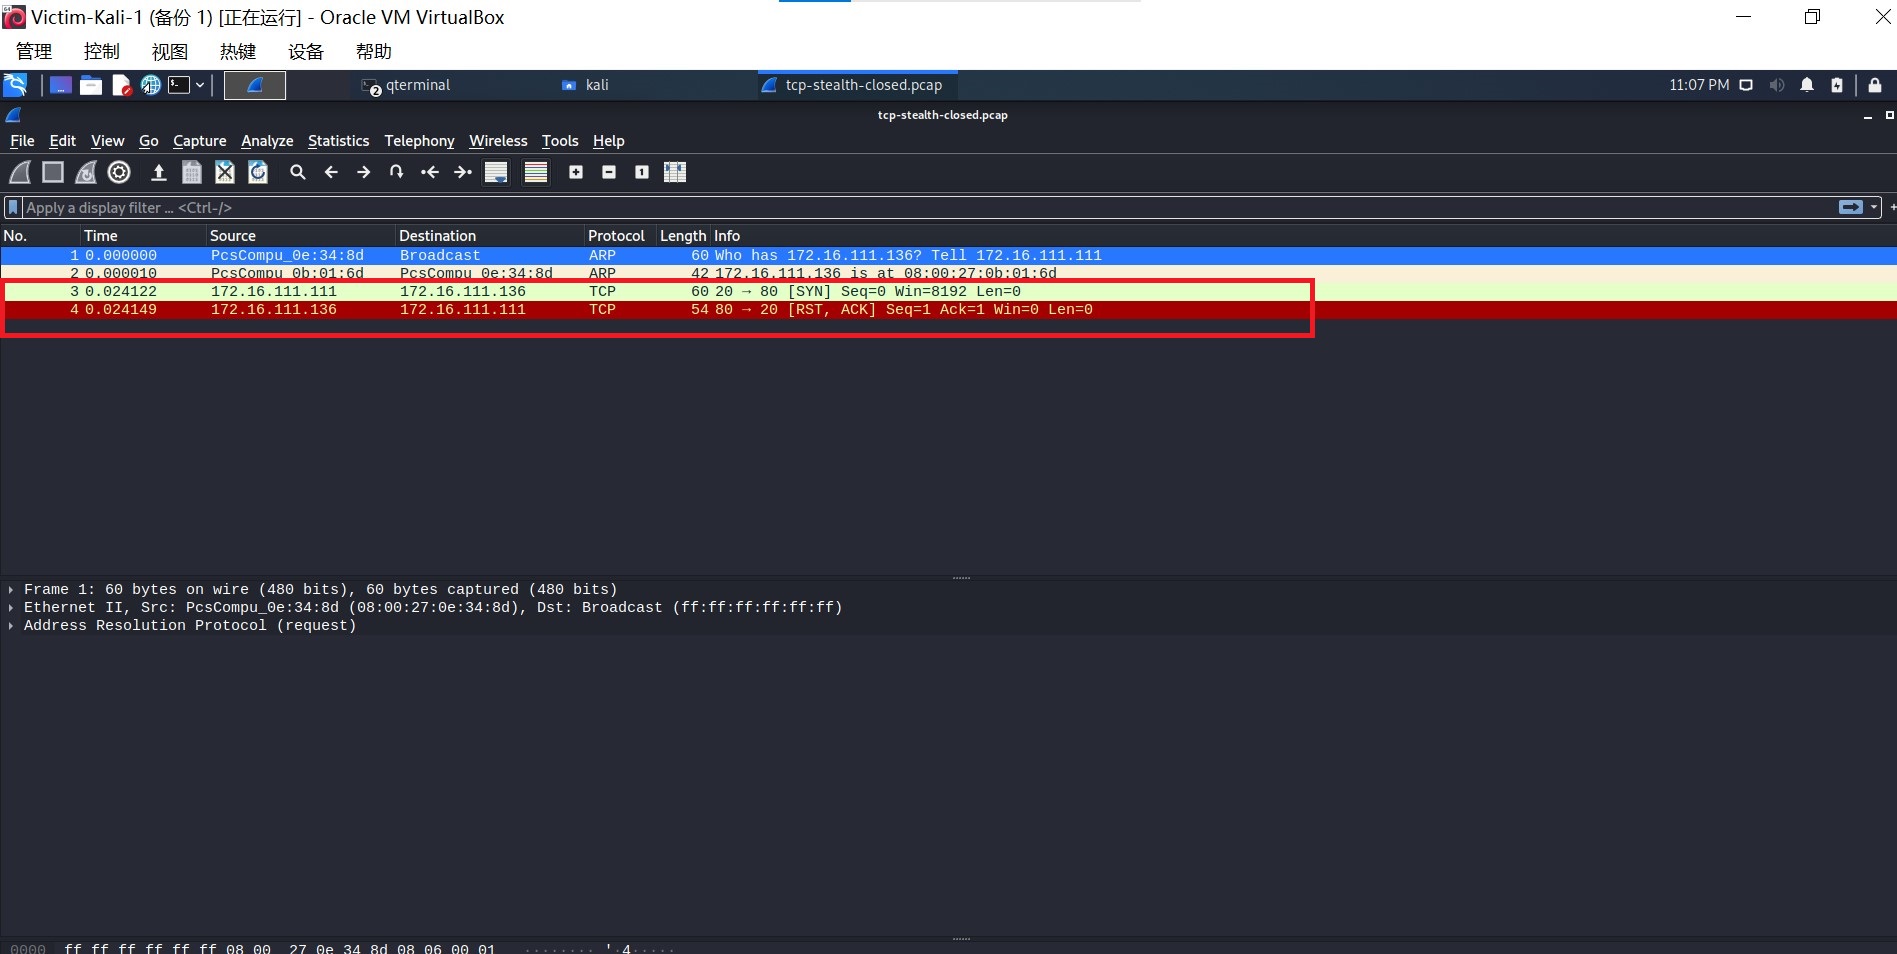 Victim-Kali-1 (备份 1) [正在运行] - Oracle VM VirtualBox
管理 控制 视图 热键 设备 帮助
2 qterminal kali tcp-stealth-closed.pcap 11:07 PM
tcp-stealth-closed.pcap
File Edit View Go Capture Analyze Statistics Telephony Wireless Tools Help
Apply a display filter ... <Ctrl-/>
No. Time Source Destination Protocol Length Info
1 0.000000 PcsCompu_0e:34:8d Broadcast ARP 60 Who has 172.16.111.136? Tell 172.16.111.111
2 0.000010 PcsCompu_0b:01:6d PcsCompu_0e:34:8d ARP 42 172.16.111.136 is at 08:00:27:0b:01:6d
3 0.024122 172.16.111.111 172.16.111.136 TCP 60 20 → 80 [SYN] Seq=0 Win=8192 Len=0
4 0.024149 172.16.111.136 172.16.111.111 TCP 54 80 → 20 [RST, ACK] Seq=1 Ack=1 Win=0 Len=0
Frame 1: 60 bytes on wire (480 bits), 60 bytes captured (480 bits)
Ethernet II, Src: PcsCompu_0e:34:8d (08:00:27:0e:34:8d), Dst: Broadcast (ff:ff:ff:ff:ff:ff)
Address Resolution Protocol (request)
0000 ff ff ff ff ff ff 08 00 27 0e 34 8d 08 06 00 01 ········ '·4·····